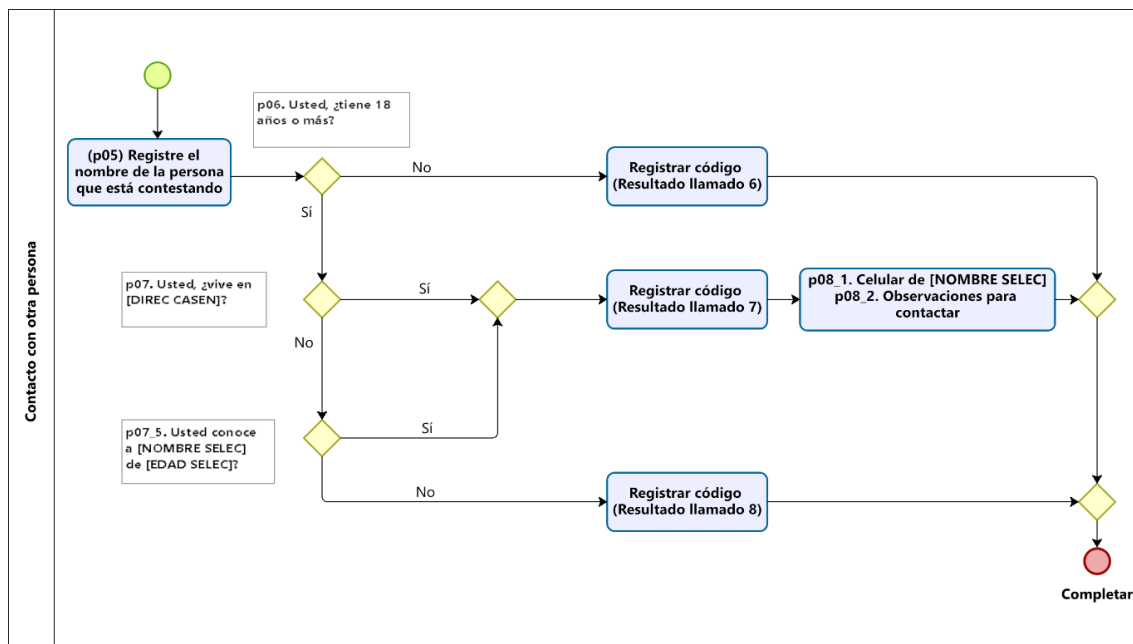 Contacto con otra persona
p06. Usted, ¿tiene 18
años o más?
(p05) Registre el
nombre de la persona
que está contestando
No
Registrar código
(Resultado llamado 6)
Sí
p07. Usted, ¿vive en
[DIREC CASEN]?
Sí
Registrar código
(Resultado llamado 7)
p08_1. Celular de [NOMBRE SELEC]
p08_2. Observaciones para
contactar
No
p07_5. Usted conoce
a [NOMBRE SELEC]
de [EDAD SELEC]?
Sí
No
Registrar código
(Resultado llamado 8)
Completar